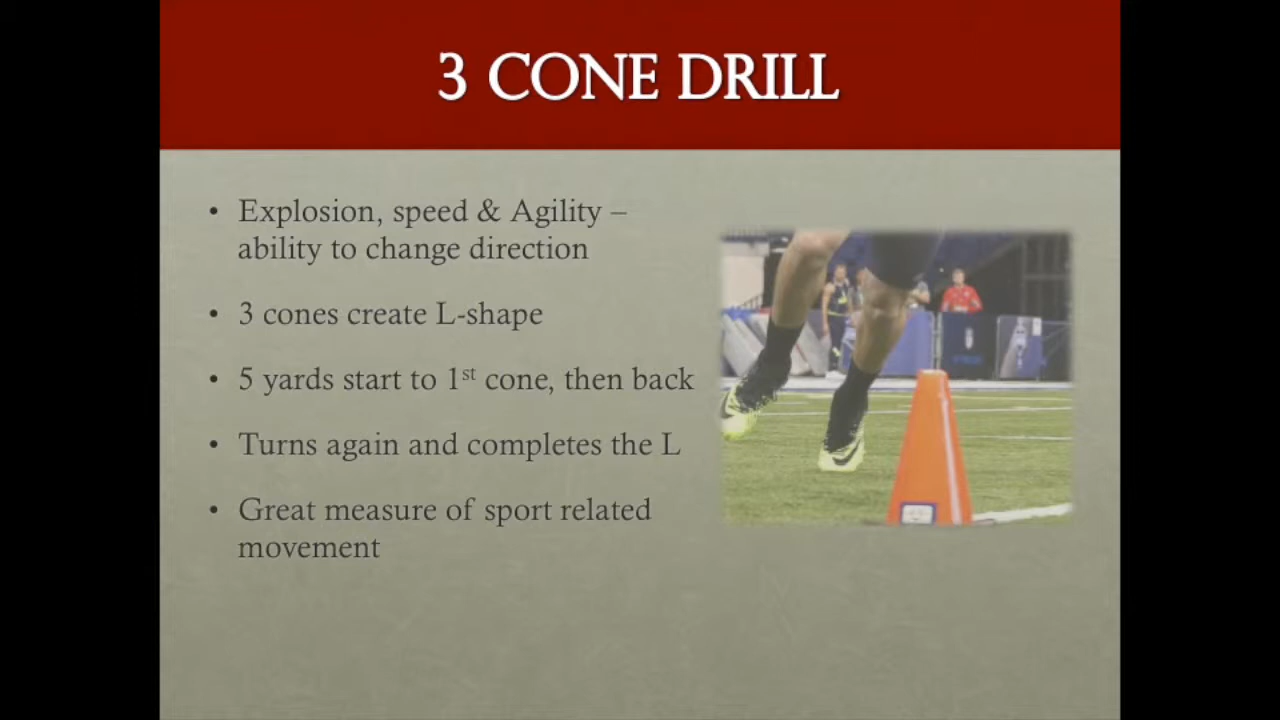 3 CONE DRILL
• Explosion, speed & Agility –
ability to change direction
• 3 cones create L-shape
• 5 yards start to 1st cone, then back
• Turns again and completes the L
• Great measure of sport related
movement